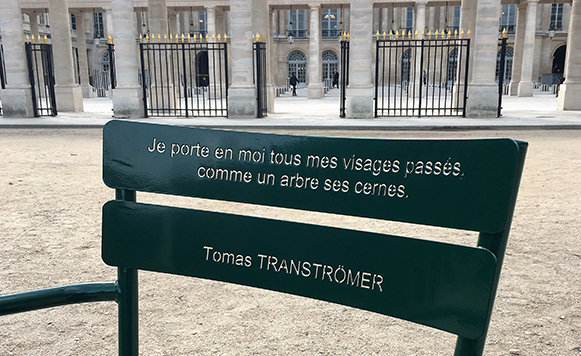 Je porte en moi tous mes visages passés,
comme un arbre ses cernes.
Tomas TRANSTRÖMER